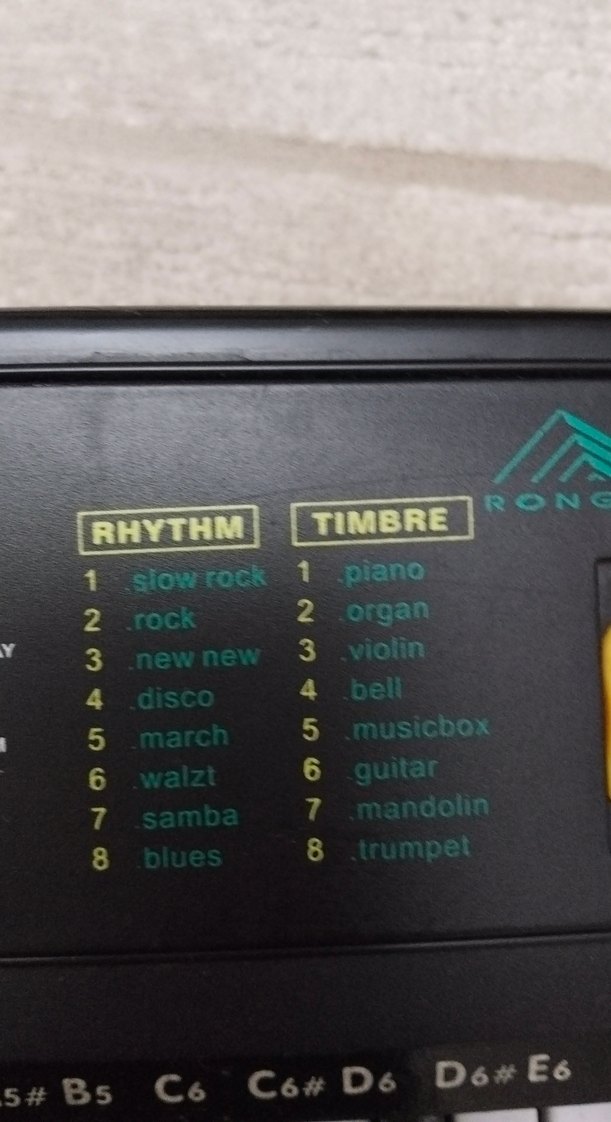 RONG
RHYTHM
1 .slow rock
2 .rock
3 .new new
4 .disco
5 .march
6 .walzt
7 .samba
8 .blues
TIMBRE
1 .piano
2 .organ
3 .violin
4 .bell
5 .musicbox
6 .guitar
7 .mandolin
8 .trumpet
5# B5 C6 C6# D6 D6# E6